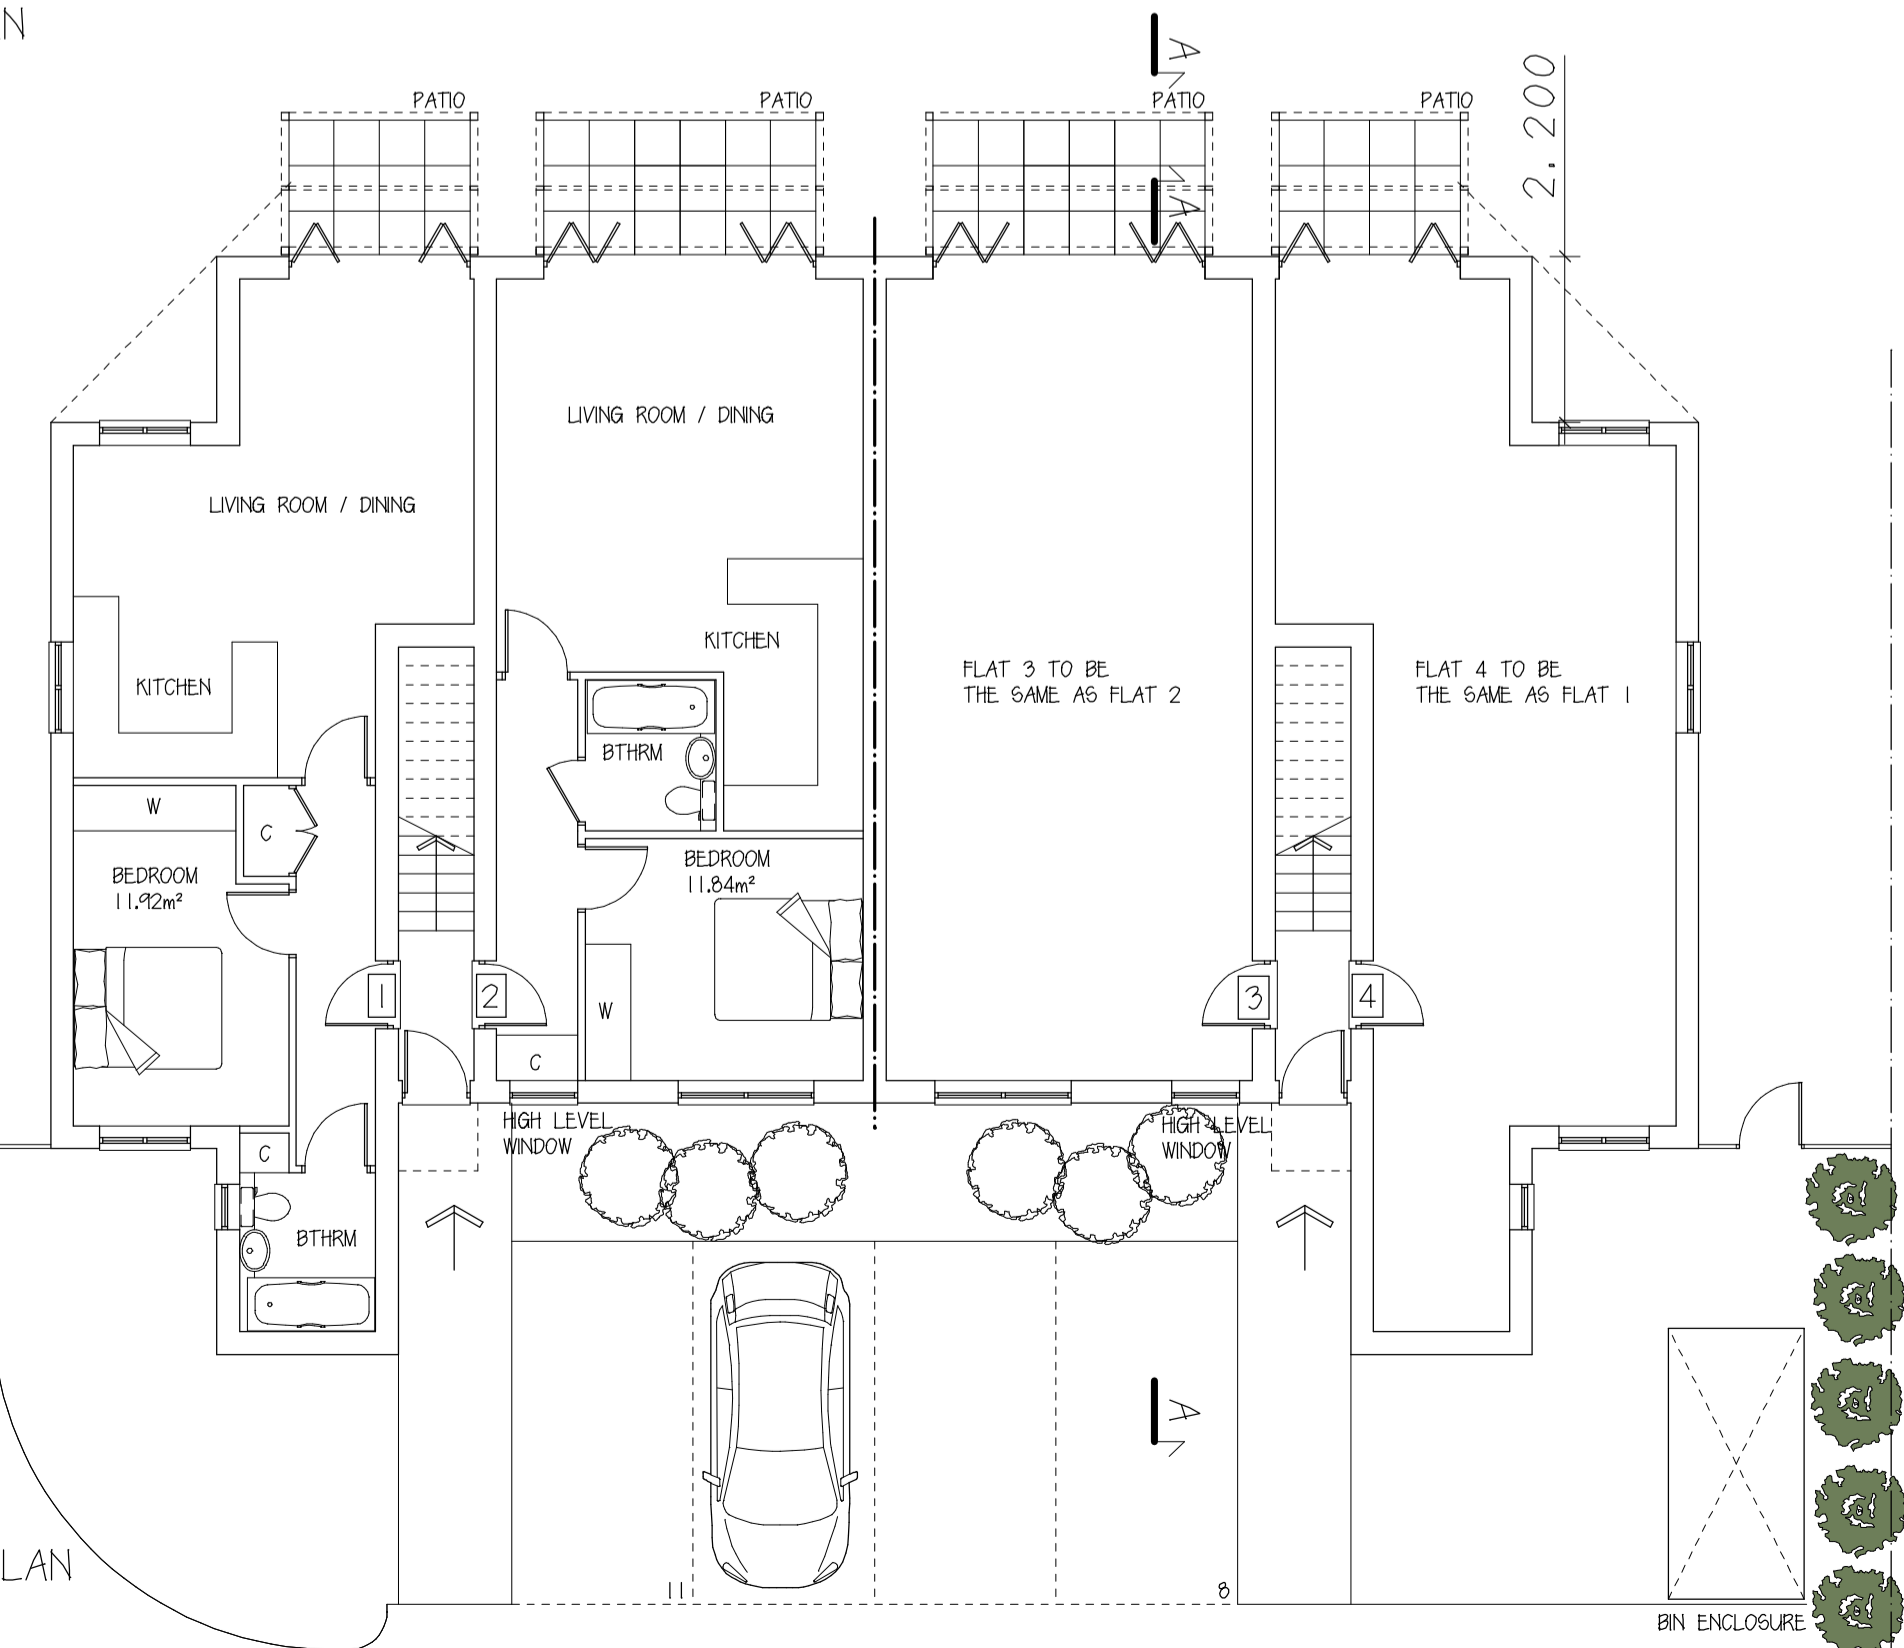 N
A
2.200
PATIO
PATIO
PATIO
PATIO
A
LIVING ROOM / DINING
LIVING ROOM / DINING
KITCHEN
KITCHEN
FLAT 3 TO BE
THE SAME AS FLAT 2
FLAT 4 TO BE
THE SAME AS FLAT 1
BTHRM
W
C
BEDROOM
11.92m²
BEDROOM
11.84m²
1
2
3
4
W
C
HIGH LEVEL
WINDOW
HIGH LEVEL
WINDOW
C
BTHRM
A
LAN
11
8
BIN ENCLOSURE